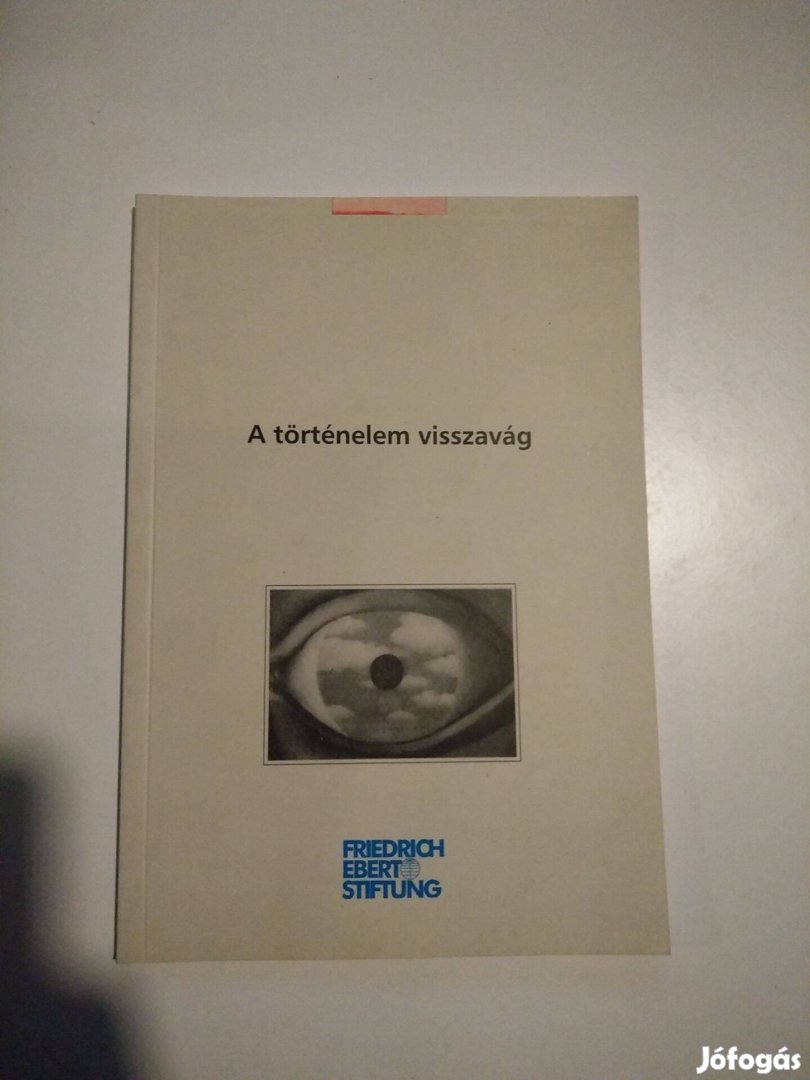 A történelem visszavág
FRIEDRICH
EBERT
STIFTUNG
Jófogás